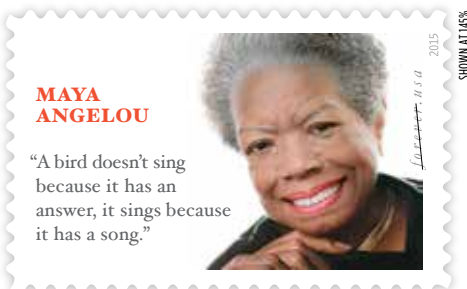 MAYA
ANGELOU
“A bird doesn’t sing
because it has an
answer, it sings because
it has a song.”
forever.usa
2015
SHOWN AT 145%